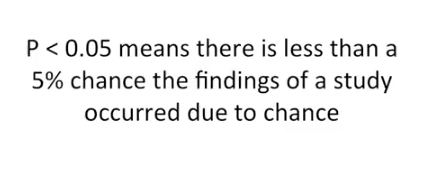 P < 0.05 means there is less than a
5% chance the findings of a study
occurred due to chance